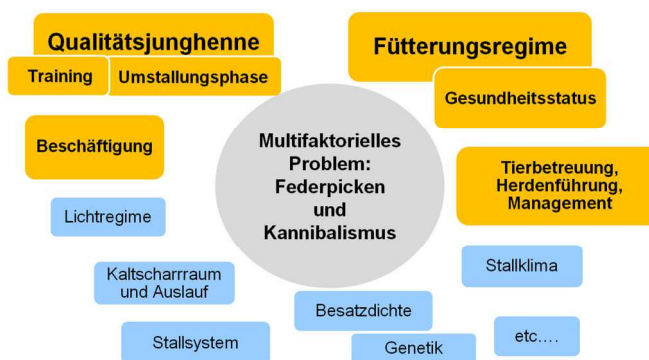 Qualitätsjunghenne
Fütterungsregime
Training
Umstallungsphase
Gesundheitsstatus
Beschäftigung
Multifaktorielles
Problem:
Federpicken
und
Kannibalismus
Tierbetreuung,
Herdenführung,
Management
Lichtregime
Kaltscharrraum
und Auslauf
Stallklima
Besatzdichte
Stallsystem
Genetik
etc....